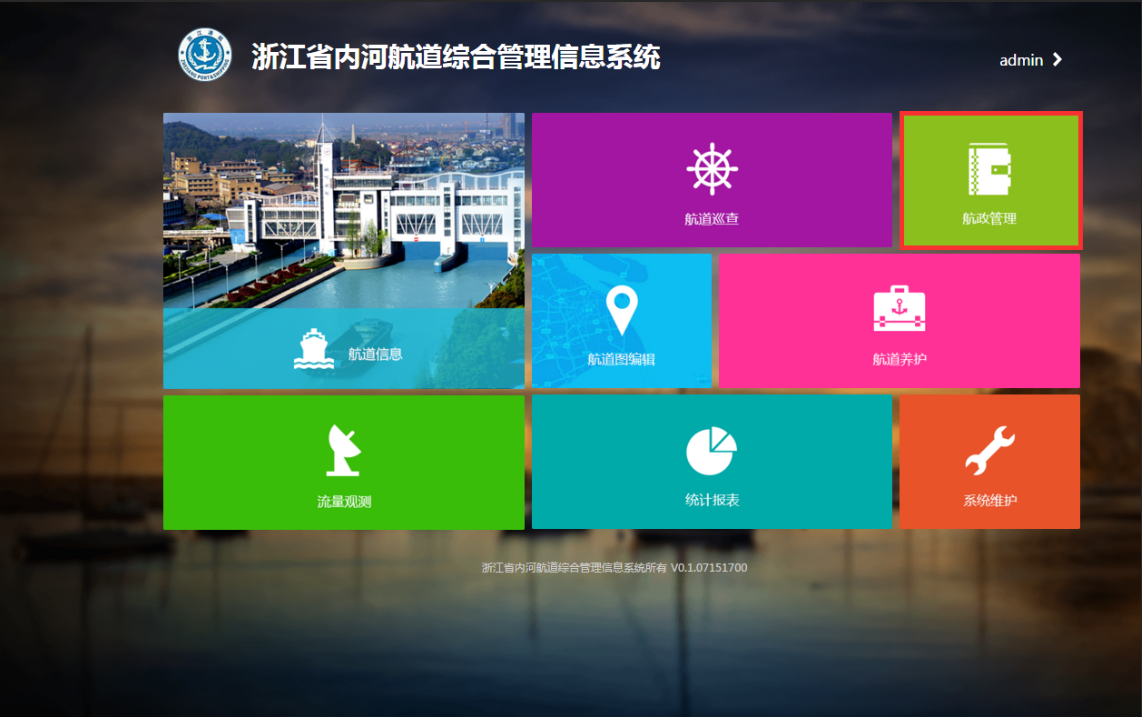 浙江省内河航道综合管理信息系统
admin
航道巡查
航政管理
航道信息
航道图编辑
航道养护
流量观测
统计报表
系统维护
浙江省内河航道综合管理信息系统所有 V0.1.07151700